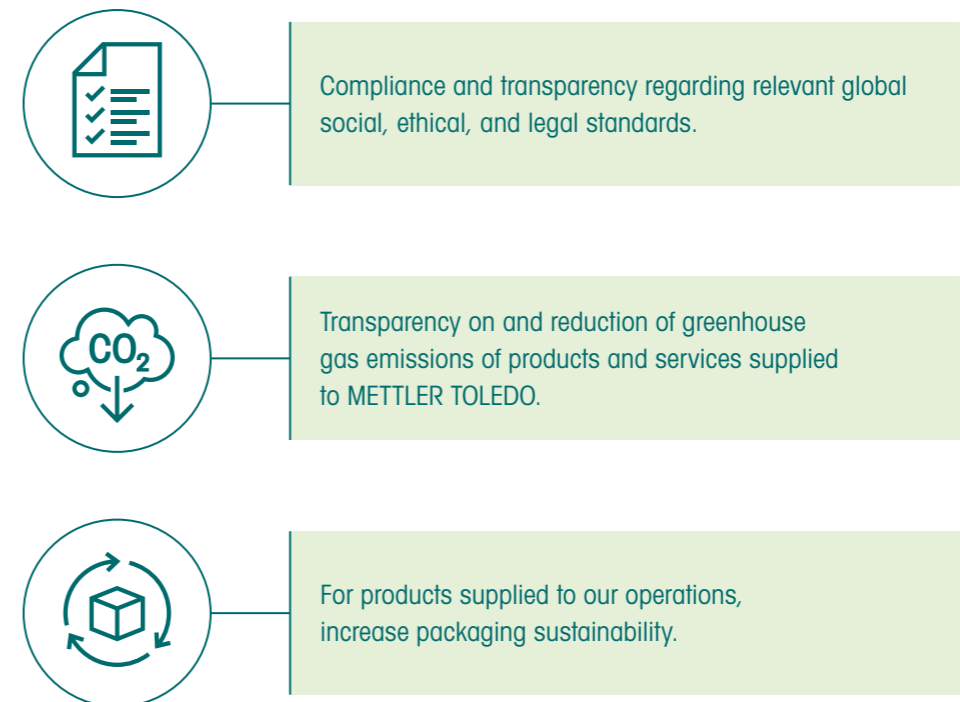 Compliance and transparency regarding relevant global
social, ethical, and legal standards.
CO₂
Transparency on and reduction of greenhouse
gas emissions of products and services supplied
to METTLER TOLEDO.
For products supplied to our operations,
increase packaging sustainability.